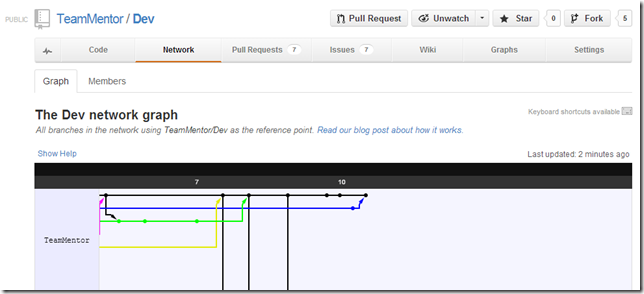 PUBLIC TeamMentor / Dev Pull Request Unwatch Star 0 Fork 5
Code Network Pull Requests 7 Issues 7 Wiki Graphs Settings
Graph Members
The Dev network graph Keyboard shortcuts available
All branches in the network using TeamMentor/Dev as the reference point. Read our blog post about how it works.
Show Help Last updated: 2 minutes ago
7 10
TeamMentor